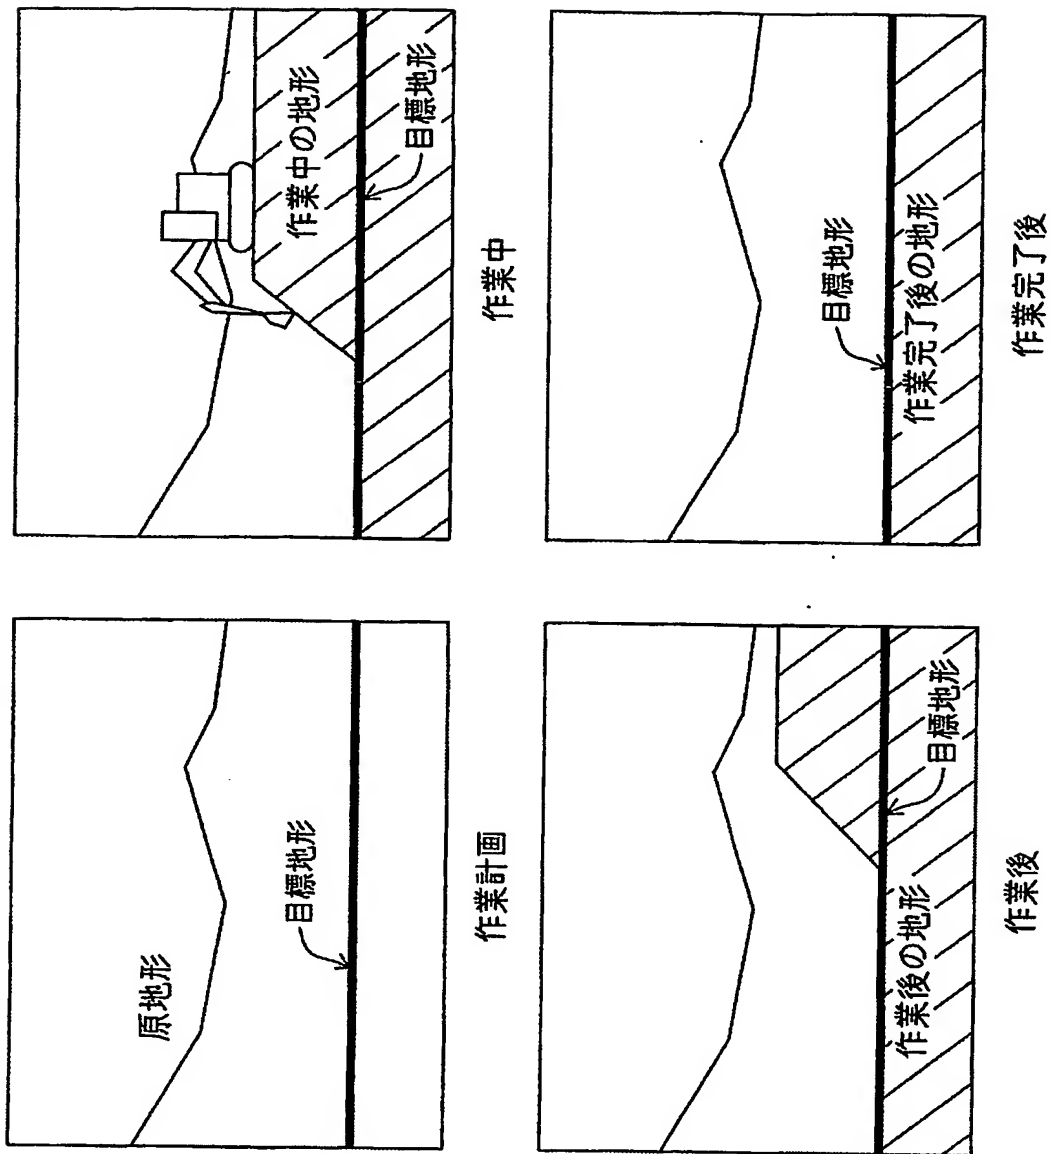 原地形
目標地形
作業計画
作業中の地形
目標地形
作業中
作業後の地形
目標地形
作業後
目標地形
作業完了後の地形
作業完了後